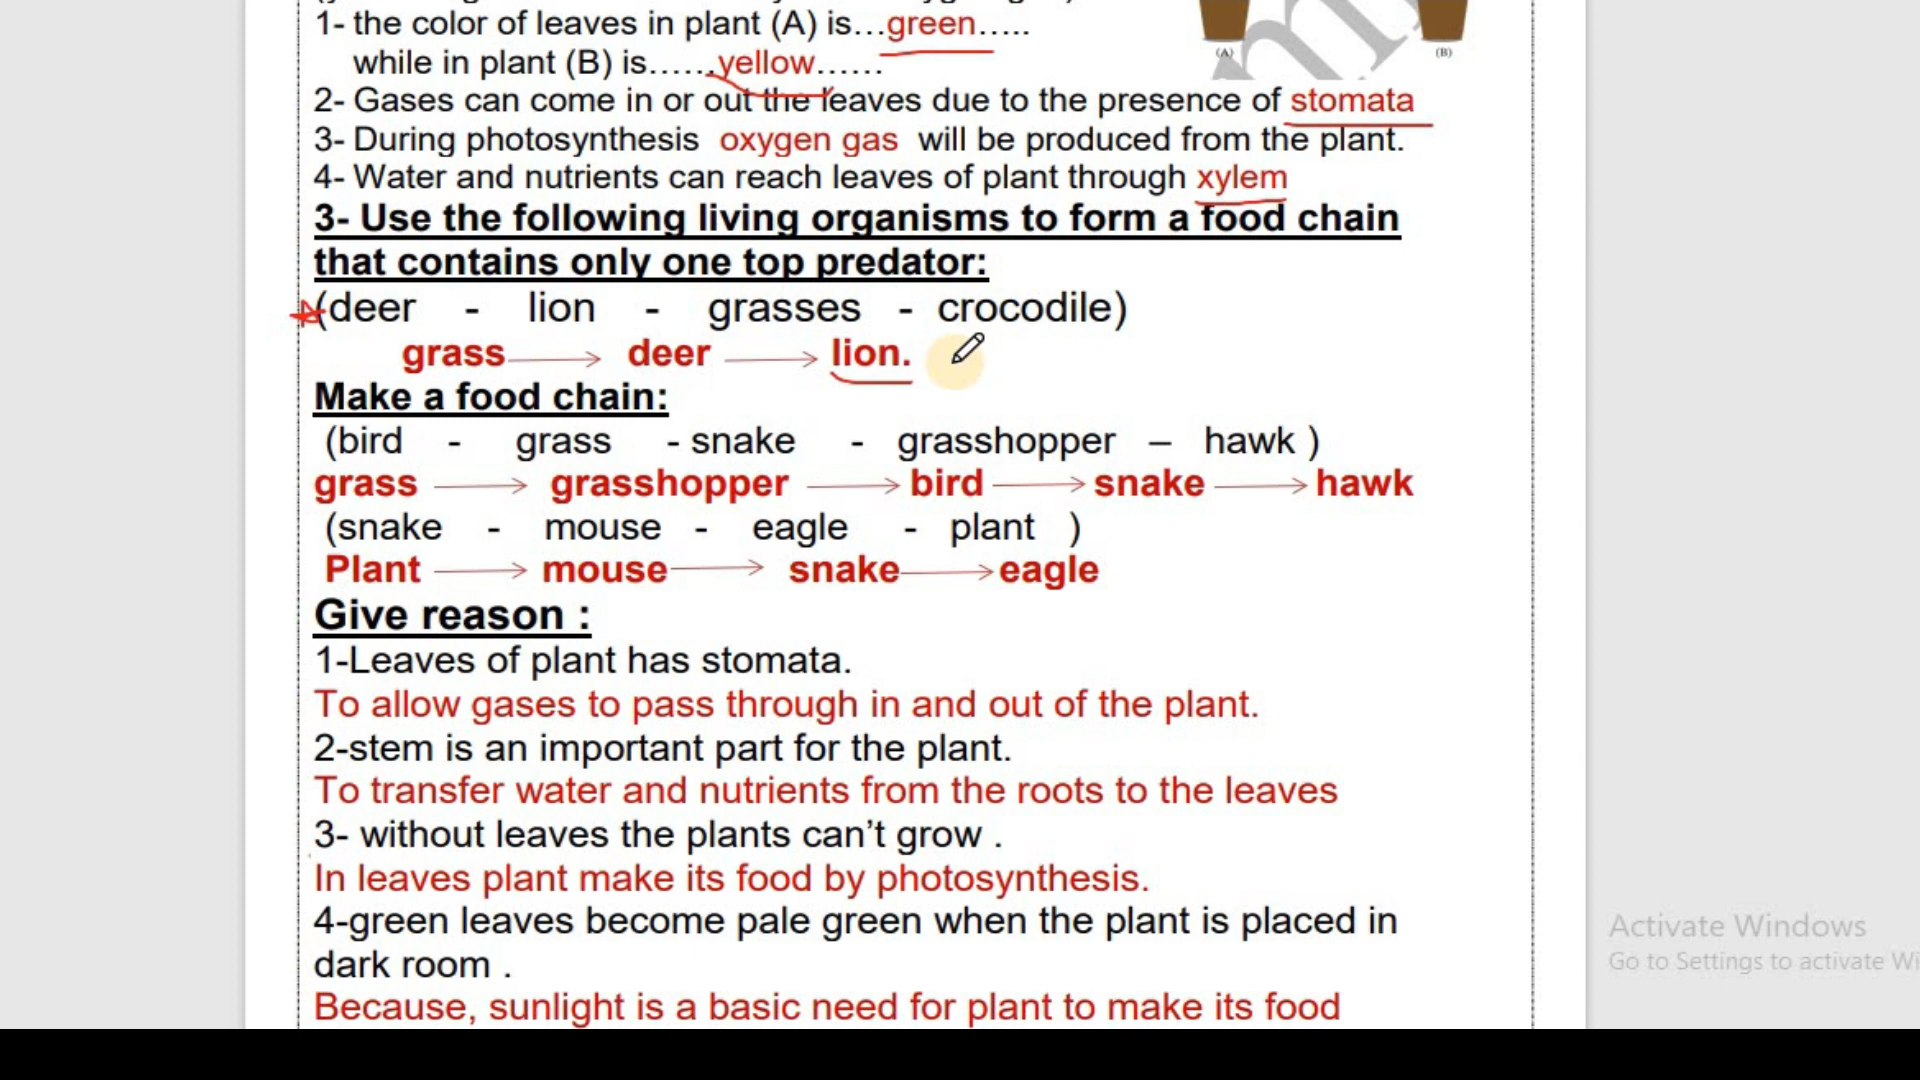 1- the color of leaves in plant (A) is…green…..
while in plant (B) is……yellow……
(A)
(B)
2- Gases can come in or out the leaves due to the presence of stomata
3- During photosynthesis oxygen gas will be produced from the plant.
4- Water and nutrients can reach leaves of plant through xylem
3- Use the following living organisms to form a food chain
that contains only one top predator:
(deer - lion - grasses - crocodile)
grass → deer → lion.
Make a food chain:
(bird - grass - snake - grasshopper – hawk )
grass → grasshopper → bird → snake → hawk
(snake - mouse - eagle - plant )
Plant → mouse → snake → eagle
Give reason :
1-Leaves of plant has stomata.
To allow gases to pass through in and out of the plant.
2-stem is an important part for the plant.
To transfer water and nutrients from the roots to the leaves
3- without leaves the plants can’t grow .
In leaves plant make its food by photosynthesis.
4-green leaves become pale green when the plant is placed in
dark room .
Because, sunlight is a basic need for plant to make its food
Activate Windows
Go to Settings to activate Wi